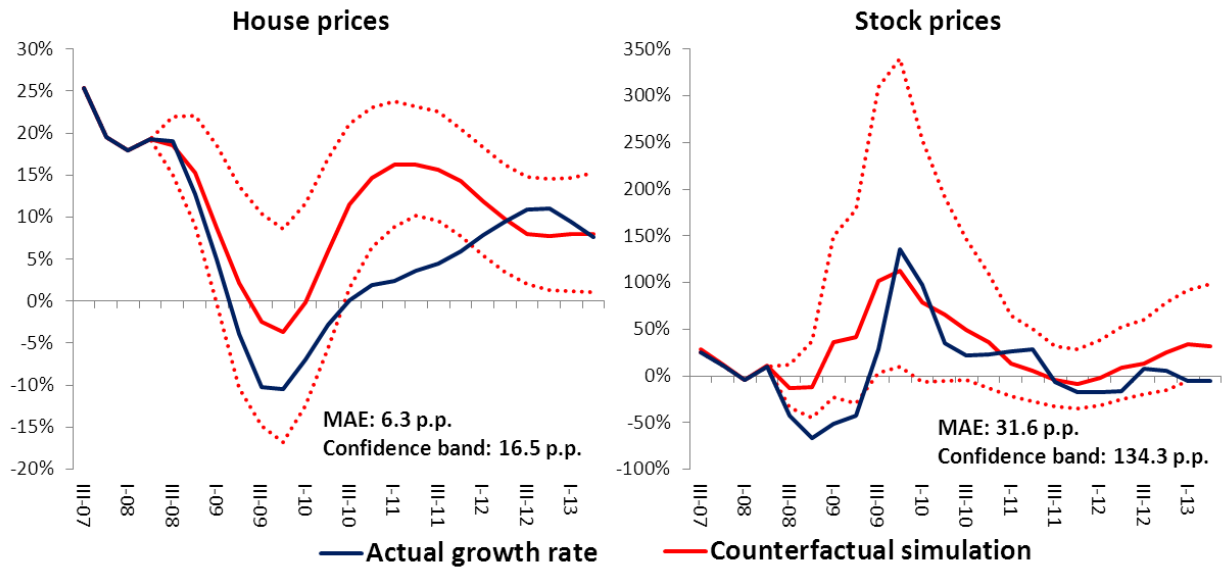 House prices
30%
25%
20%
15%
10%
5%
0%
-5%
-10%
-15%
-20%
III-07
I-08
III-08
I-09
III-09
I-10
III-10
I-11
III-11
I-12
III-12
I-13
MAE: 6.3 p.p.
Confidence band: 16.5 p.p.
Stock prices
350%
300%
250%
200%
150%
100%
50%
0%
-50%
-100%
III-07
I-08
III-08
I-09
III-09
I-10
III-10
I-11
III-11
I-12
III-12
I-13
MAE: 31.6 p.p.
Confidence band: 134.3 p.p.
Actual growth rate
Counterfactual simulation